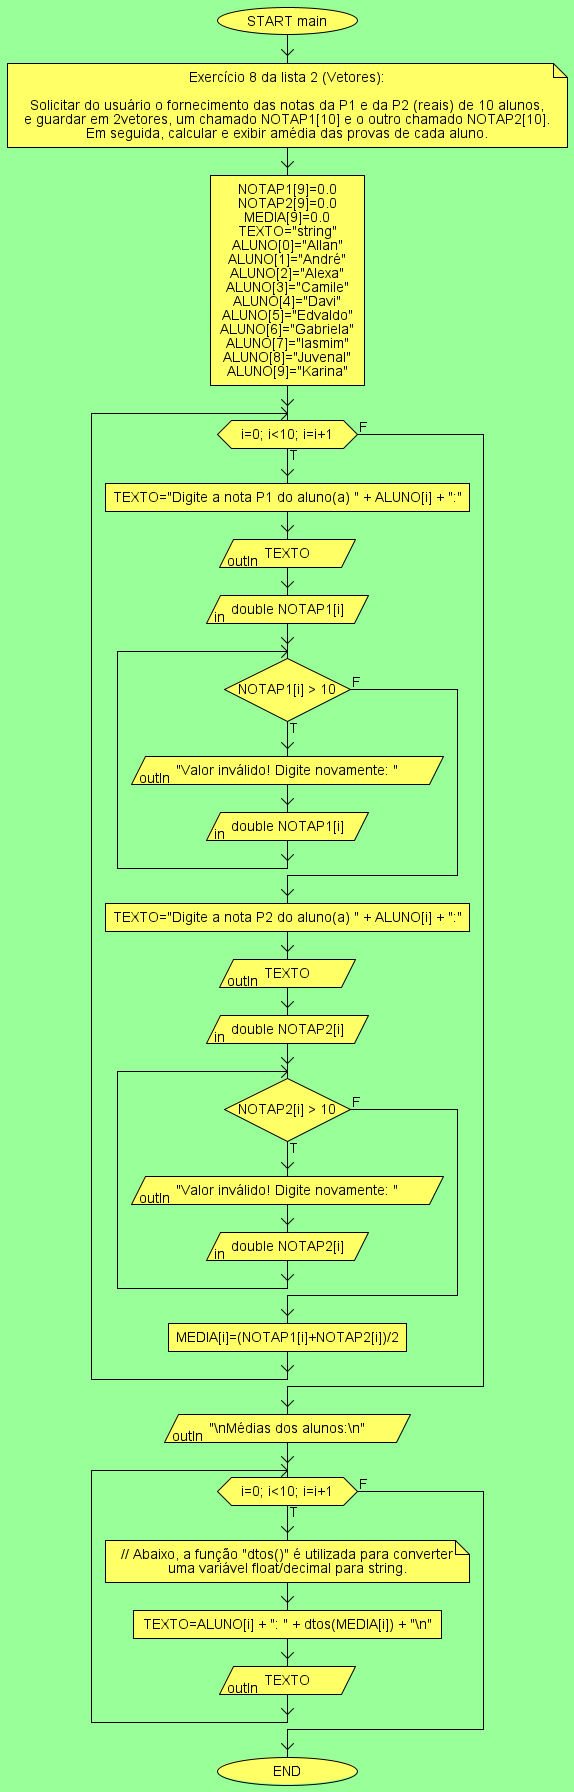 START main
Exercício 8 da lista 2 (Vetores):
Solicitar do usuário o fornecimento das notas da P1 e da P2 (reais) de 10 alunos,
e guardar em 2vetores, um chamado NOTAP1[10] e o outro chamado NOTAP2[10].
Em seguida, calcular e exibir amédia das provas de cada aluno.
NOTAP1[9]=0.0
NOTAP2[9]=0.0
MEDIA[9]=0.0
TEXTO="string"
ALUNO[0]="Allan"
ALUNO[1]="André"
ALUNO[2]="Alexa"
ALUNO[3]="Camile"
ALUNO[4]="Davi"
ALUNO[5]="Edvaldo"
ALUNO[6]="Gabriela"
ALUNO[7]="Iasmim"
ALUNO[8]="Juvenal"
ALUNO[9]="Karina"
i=0; i<10; i=i+1
F
T
TEXTO="Digite a nota P1 do aluno(a) " + ALUNO[i] + ":"
outln TEXTO
in double NOTAP1[i]
NOTAP1[i] > 10
F
T
outln "Valor inválido! Digite novamente: "
in double NOTAP1[i]
TEXTO="Digite a nota P2 do aluno(a) " + ALUNO[i] + ":"
outln TEXTO
in double NOTAP2[i]
NOTAP2[i] > 10
F
T
outln "Valor inválido! Digite novamente: "
in double NOTAP2[i]
MEDIA[i]=(NOTAP1[i]+NOTAP2[i])/2
outln "\nMédias dos alunos:\n"
i=0; i<10; i=i+1
F
T
// Abaixo, a função "dtos()" é utilizada para converter
uma variável float/decimal para string.
TEXTO=ALUNO[i] + ": " + dtos(MEDIA[i]) + "\n"
outln TEXTO
END